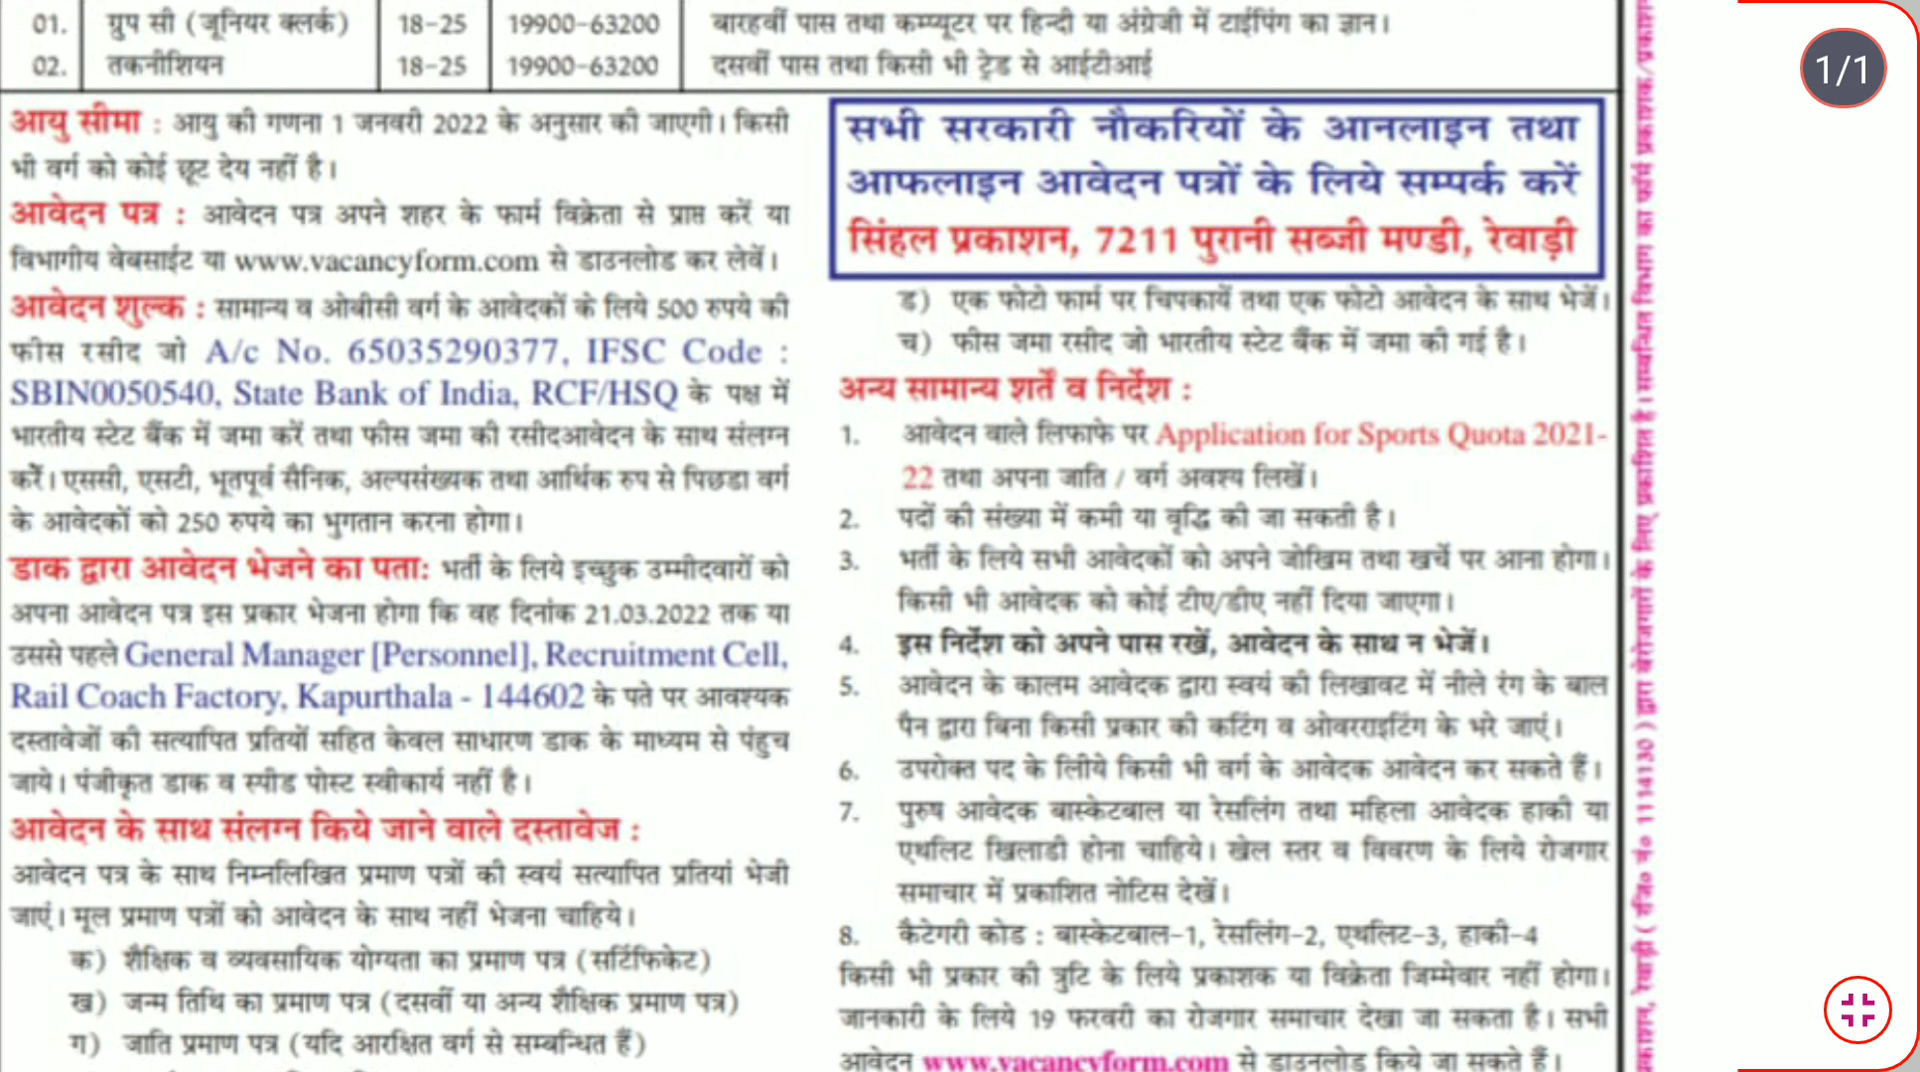 01. ग्रुप सी (जूनियर क्लर्क) 18-25 19900-63200 बारहवीं पास तथा कम्प्यूटर पर हिन्दी या अंग्रेजी में टाईपिंग का ज्ञान।
02. तकनीशियन 18-25 19900-63200 दसवीं पास तथा किसी भी ट्रेड से आईटीआई
आयु सीमा : आयु की गणना 1 जनवरी 2022 के अनुसार की जाएगी। किसी
भी वर्ग को कोई छूट देय नहीं है।
आवेदन पत्र : आवेदन पत्र अपने शहर के फार्म विक्रेता से प्राप्त करें या
विभागीय वेबसाईट या www.vacancyform.com से डाउनलोड कर लेवें।
आवेदन शुल्क : सामान्य व ओबीसी वर्ग के आवेदकों के लिये 500 रुपये की
फीस रसीद जो A/c No. 65035290377, IFSC Code :
SBIN0050540, State Bank of India, RCF/HSQ के पक्ष में
भारतीय स्टेट बैंक में जमा करें तथा फीस जमा की रसीदआवेदन के साथ संलग्न
करें। एससी, एसटी, भूतपूर्व सैनिक, अल्पसंख्यक तथा आर्थिक रुप से पिछडा वर्ग
के आवेदकों को 250 रुपये का भुगतान करना होगा।
डाक द्वारा आवेदन भेजने का पता: भर्ती के लिये इच्छुक उम्मीदवारों को
अपना आवेदन पत्र इस प्रकार भेजना होगा कि वह दिनांक 21.03.2022 तक या
उससे पहले General Manager [Personnel], Recruitment Cell,
Rail Coach Factory, Kapurthala - 144602 के पते पर आवश्यक
दस्तावेजों की सत्यापित प्रतियों सहित केवल साधारण डाक के माध्यम से पंहुच
जाये। पंजीकृत डाक व स्पीड पोस्ट स्वीकार्य नहीं है।
आवेदन के साथ संलग्न किये जाने वाले दस्तावेज :
आवेदन पत्र के साथ निम्नलिखित प्रमाण पत्रों की स्वयं सत्यापित प्रतियां भेजी
जाएं। मूल प्रमाण पत्रों को आवेदन के साथ नहीं भेजना चाहिये।
क) शैक्षिक व व्यवसायिक योग्यता का प्रमाण पत्र (सर्टिफिकेट)
ख) जन्म तिथि का प्रमाण पत्र (दसवीं या अन्य शैक्षिक प्रमाण पत्र)
ग) जाति प्रमाण पत्र (यदि आरक्षित वर्ग से सम्बन्धित हैं)
सभी सरकारी नौकरियों के आनलाइन तथा
आफलाइन आवेदन पत्रों के लिये सम्पर्क करें
सिंहल प्रकाशन, 7211 पुरानी सब्जी मण्डी, रेवाड़ी
ड) एक फोटो फार्म पर चिपकायें तथा एक फोटो आवेदन के साथ भेजें।
च) फीस जमा रसीद जो भारतीय स्टेट बैंक में जमा की गई है।
अन्य सामान्य शर्तें व निर्देश :
1. आवेदन वाले लिफाफे पर Application for Sports Quota 2021-
22 तथा अपना जाति / वर्ग अवश्य लिखें।
2. पदों की संख्या में कमी या वृद्धि की जा सकती है।
3. भर्ती के लिये सभी आवेदकों को अपने जोखिम तथा खर्चे पर आना होगा।
किसी भी आवेदक को कोई टीए/डीए नहीं दिया जाएगा।
4. इस निर्देश को अपने पास रखें, आवेदन के साथ न भेजें।
5. आवेदन के कालम आवेदक द्वारा स्वयं की लिखावट में नीले रंग के बाल
पैन द्वारा बिना किसी प्रकार की कटिंग व ओवरराइटिंग के भरे जाएं।
6. उपरोक्त पद के लिीये किसी भी वर्ग के आवेदक आवेदन कर सकते हैं।
7. पुरुष आवेदक बास्केटबाल या रेसलिंग तथा महिला आवेदक हाकी या
एथलिट खिलाडी होना चाहिये। खेल स्तर व विवरण के लिये रोजगार
समाचार में प्रकाशित नोटिस देखें।
8. कैटेगरी कोड : बास्केटबाल-1, रेसलिंग-2, एथलिट-3, हाकी-4
किसी भी प्रकार की त्रुटि के लिये प्रकाशक या विक्रेता जिम्मेवार नहीं होगा।
जानकारी के लिये 19 फरवरी का रोजगार समाचार देखा जा सकता है। सभी
आवेदन www.vacancyform.com से डाउनलोड किये जा सकते हैं।
प्रकाशन, रेवाड़ी ( रजि० नं० 1114130 ) द्वारा बेरोजगारों के लिए प्रकाशित है। सम्बन्धित विभाग का फॉर्म प्रकाशक/प्रकाशन
1/1